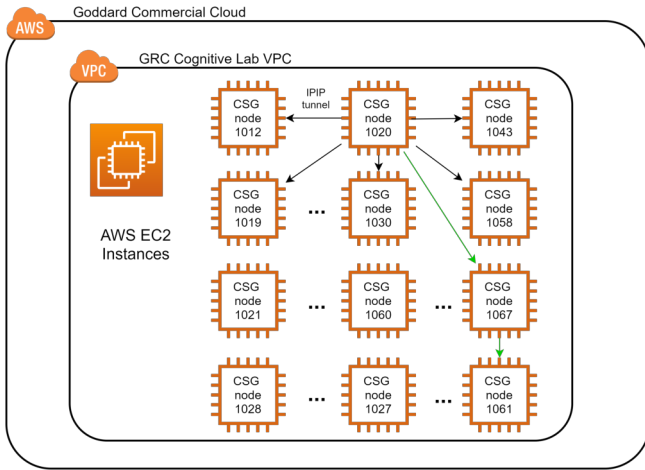 Goddard Commercial Cloud
AWS
GRC Cognitive Lab VPC
VPC
CSG
node
1012
IPIP
tunnel
CSG
node
1020
CSG
node
1043
AWS EC2
Instances
CSG
node
1019
...
CSG
node
1030
CSG
node
1058
CSG
node
1021
...
CSG
node
1060
...
CSG
node
1067
CSG
node
1028
...
CSG
node
1027
...
CSG
node
1061